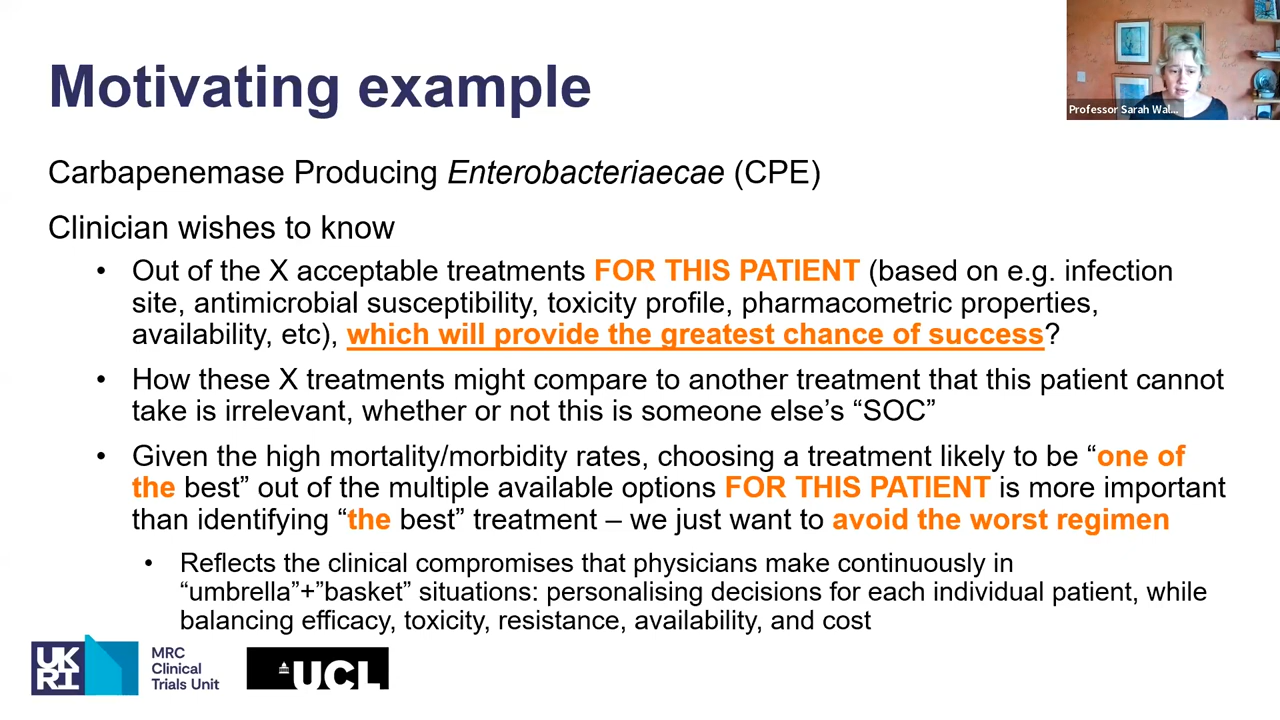 Motivating example
Professor Sarah Wal...
Carbapenemase Producing Enterobacteriaecae (CPE)
Clinician wishes to know
• Out of the X acceptable treatments FOR THIS PATIENT (based on e.g. infection
site, antimicrobial susceptibility, toxicity profile, pharmacometric properties,
availability, etc), which will provide the greatest chance of success?
• How these X treatments might compare to another treatment that this patient cannot
take is irrelevant, whether or not this is someone else’s “SOC”
• Given the high mortality/morbidity rates, choosing a treatment likely to be “one of
the best” out of the multiple available options FOR THIS PATIENT is more important
than identifying “the best” treatment – we just want to avoid the worst regimen
• Reflects the clinical compromises that physicians make continuously in
“umbrella”+”basket” situations: personalising decisions for each individual patient, while
balancing efficacy, toxicity, resistance, availability, and cost
UK
RI
MRC
Clinical
Trials Unit
UCL